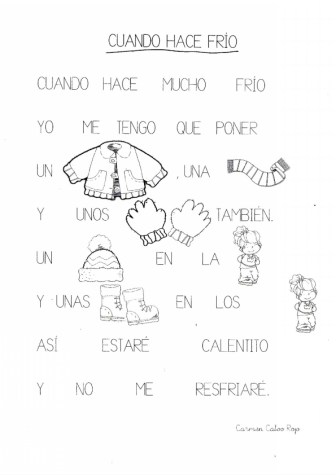 CUANDO HACE FRÍO
CUANDO HACE MUCHO FRÍO
YO ME TENGO QUE PONER
UN , UNA
Y UNOS TAMBIÉN.
UN EN LA
Y UNAS EN LOS
ASÍ ESTARÉ CALENTITO
Y NO ME RESFRIARÉ.
Carmen Calvo Rojo